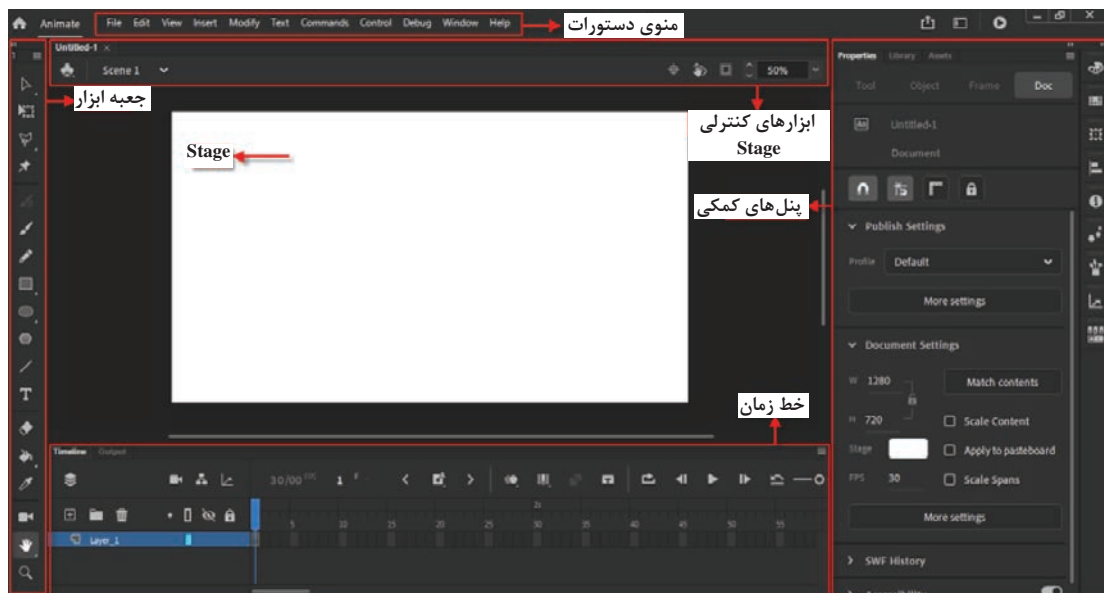 Animate File Edit View Insert Modify Text Commands Control Debug Window Help
منوی دستورات
Untitled-1 ×
Scene 1
50%
جعبه ابزار
ابزارهای کنترلی
Stage
Stage
پنل‌های کمکی
خط زمان
Properties Library Assets
Tool Object Frame Doc
Untitled-1
Document
Publish Settings
Profile Default
More settings
Document Settings
W 1280 Match contents
H 720 Scale Content
Stage Apply to pasteboard
FPS 30 Scale Spans
More settings
SWF History
Timeline Output
30/00 FPS 1 F
2s
5 10 15 20 25 30 35 40 45 50 55
Layer_1